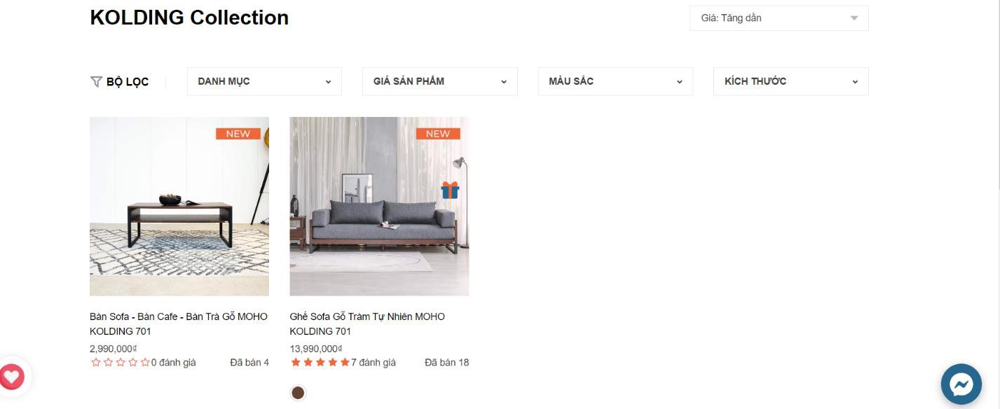 KOLDING Collection
Giá: Tăng dần
BỘ LỌC
DANH MỤC
GIÁ SẢN PHẨM
MÀU SẮC
KÍCH THƯỚC
NEW
NEW
Bàn Sofa - Bàn Cafe - Bàn Trà Gỗ MOHO
KOLDING 701
2,990,000₫
0 đánh giá
Đã bán 4
Ghế Sofa Gỗ Tràm Tự Nhiên MOHO
KOLDING 701
13,990,000₫
7 đánh giá
Đã bán 18